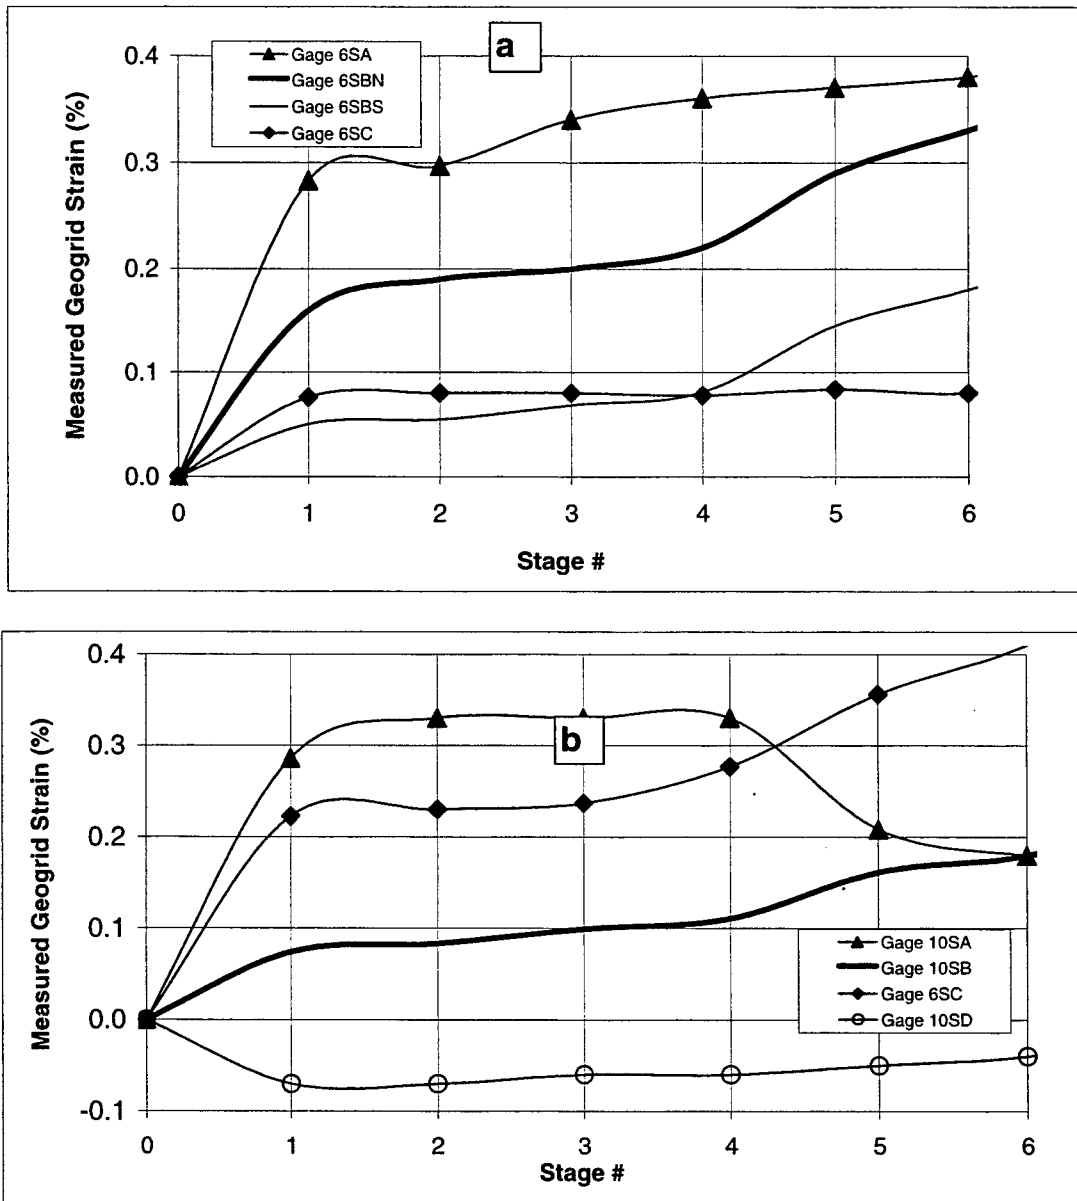 a
Gage 6SA
Gage 6SBN
Gage 6SBS
Gage 6SC
Measured Geogrid Strain (%)
0.4
0.3
0.2
0.1
0.0
0 1 2 3 4 5 6
Stage #
b
Measured Geogrid Strain (%)
0.4
0.3
0.2
0.1
0.0
-0.1
Gage 10SA
Gage 10SB
Gage 6SC
Gage 10SD
0 1 2 3 4 5 6
Stage #